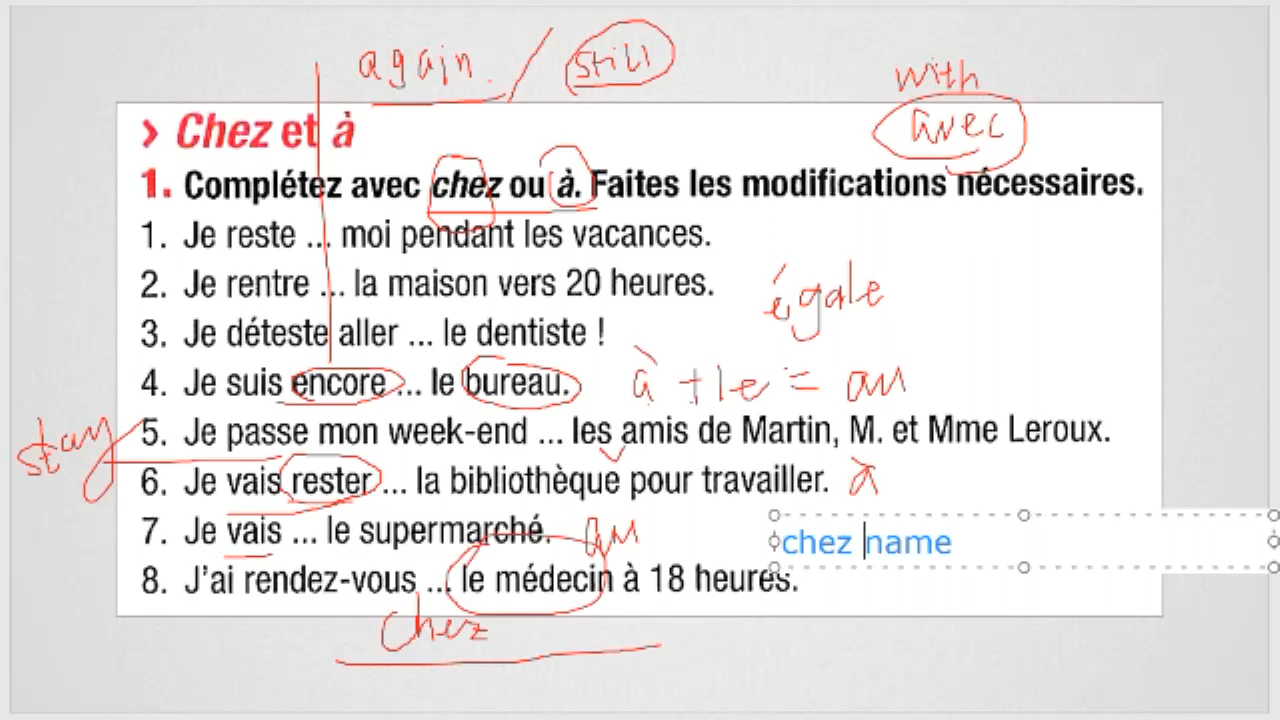 again / still
with
avec
› Chez et à
1. Complétez avec chez ou à. Faites les modifications nécessaires.
1. Je reste ... moi pendant les vacances.
2. Je rentre ... la maison vers 20 heures.
égale
3. Je déteste aller ... le dentiste !
4. Je suis encore ... le bureau. à + le = au
stay
5. Je passe mon week-end ... les amis de Martin, M. et Mme Leroux.
6. Je vais rester ... la bibliothèque pour travailler. à
7. Je vais ... le supermarché. au
chez name
8. J'ai rendez-vous ... le médecin à 18 heures.
chez